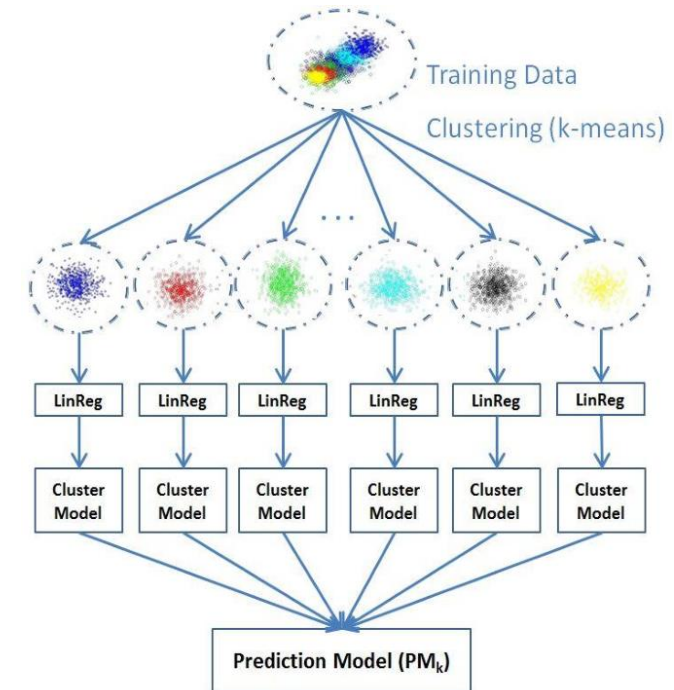 Training Data
Clustering (k-means)
...
LinReg LinReg LinReg LinReg LinReg LinReg
Cluster Cluster Cluster Cluster Cluster Cluster
Model Model Model Model Model Model
Prediction Model (PMk)